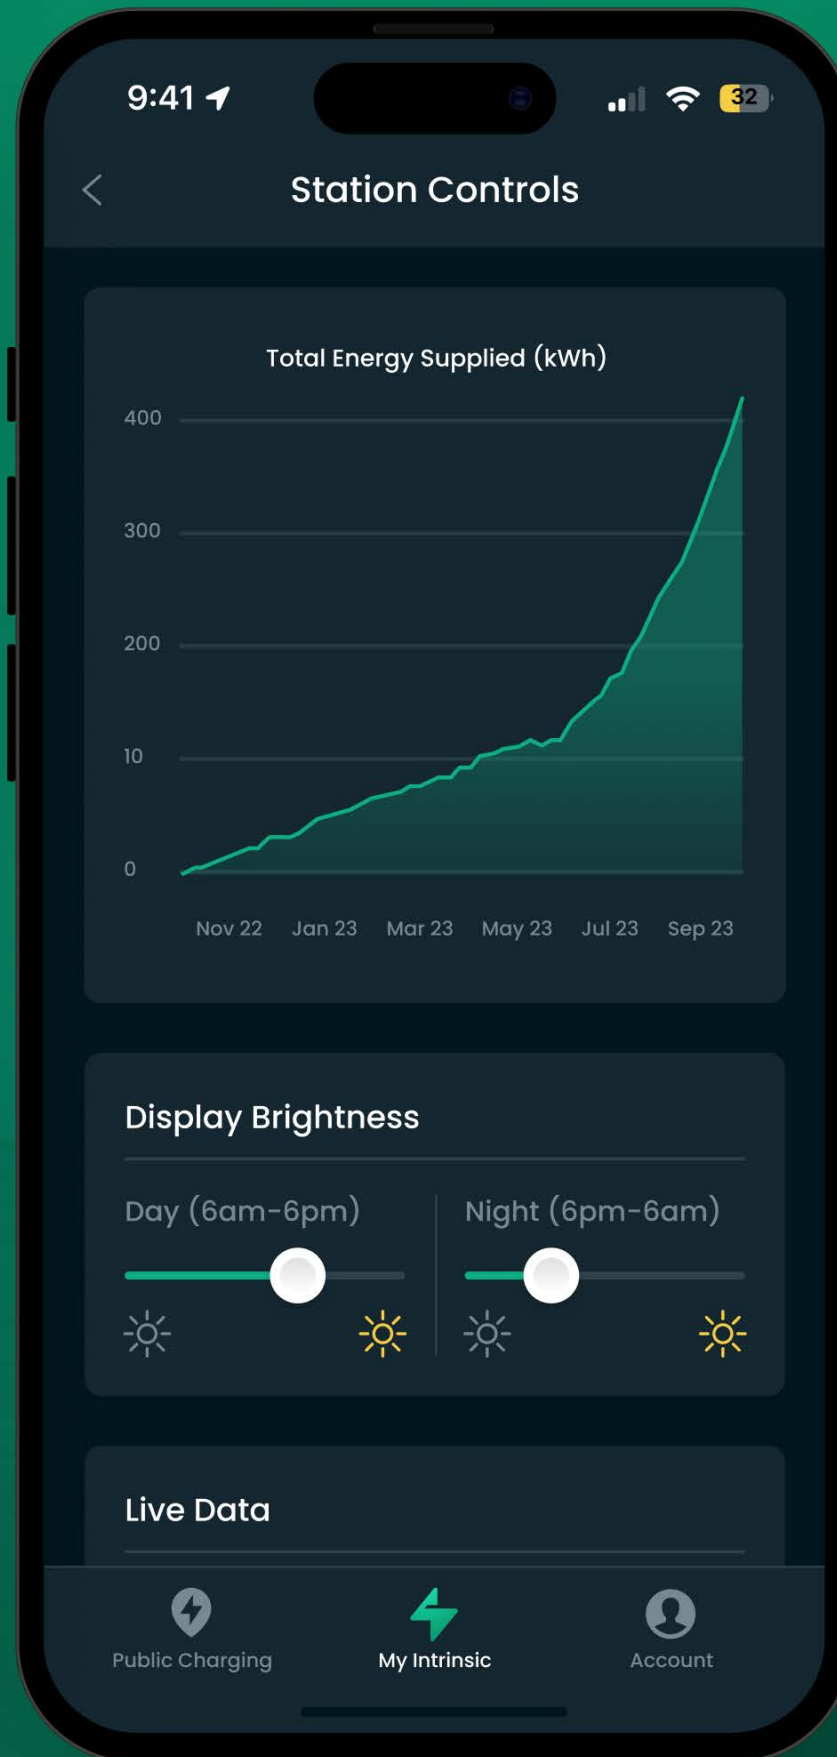 9:41
32
Station Controls
Total Energy Supplied (kWh)
400
300
200
10
0
Nov 22 Jan 23 Mar 23 May 23 Jul 23 Sep 23
Display Brightness
Day (6am-6pm) Night (6pm-6am)
Live Data
Public Charging My Intrinsic Account